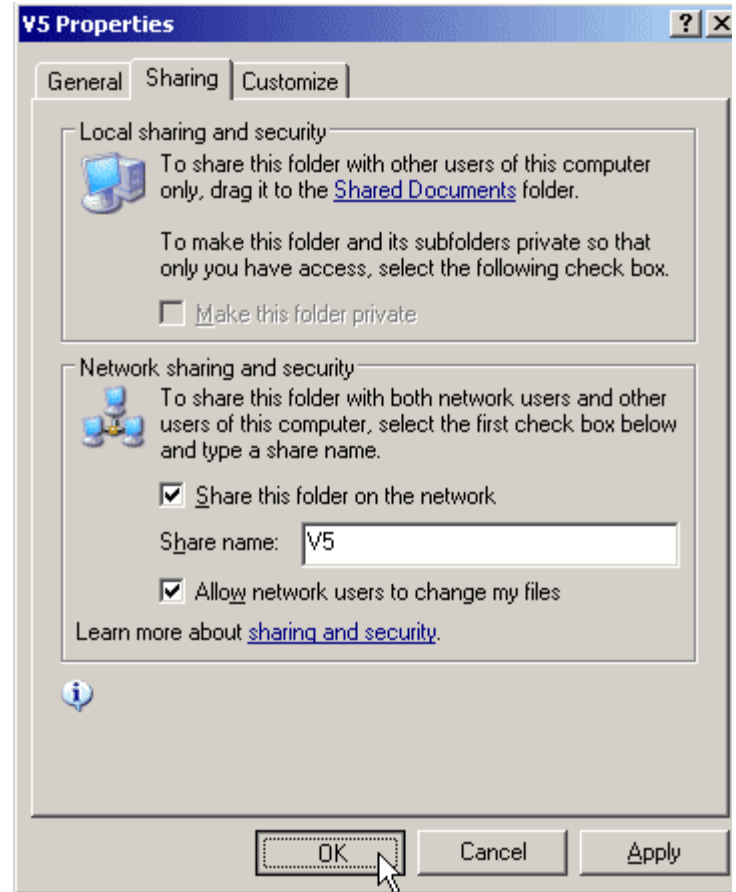 V5 Properties
General Sharing Customize
Local sharing and security
To share this folder with other users of this computer
only, drag it to the Shared Documents folder.
To make this folder and its subfolders private so that
only you have access, select the following check box.
Make this folder private
Network sharing and security
To share this folder with both network users and other
users of this computer, select the first check box below
and type a share name.
Share this folder on the network
Share name: V5
Allow network users to change my files
Learn more about sharing and security.
OK Cancel Apply